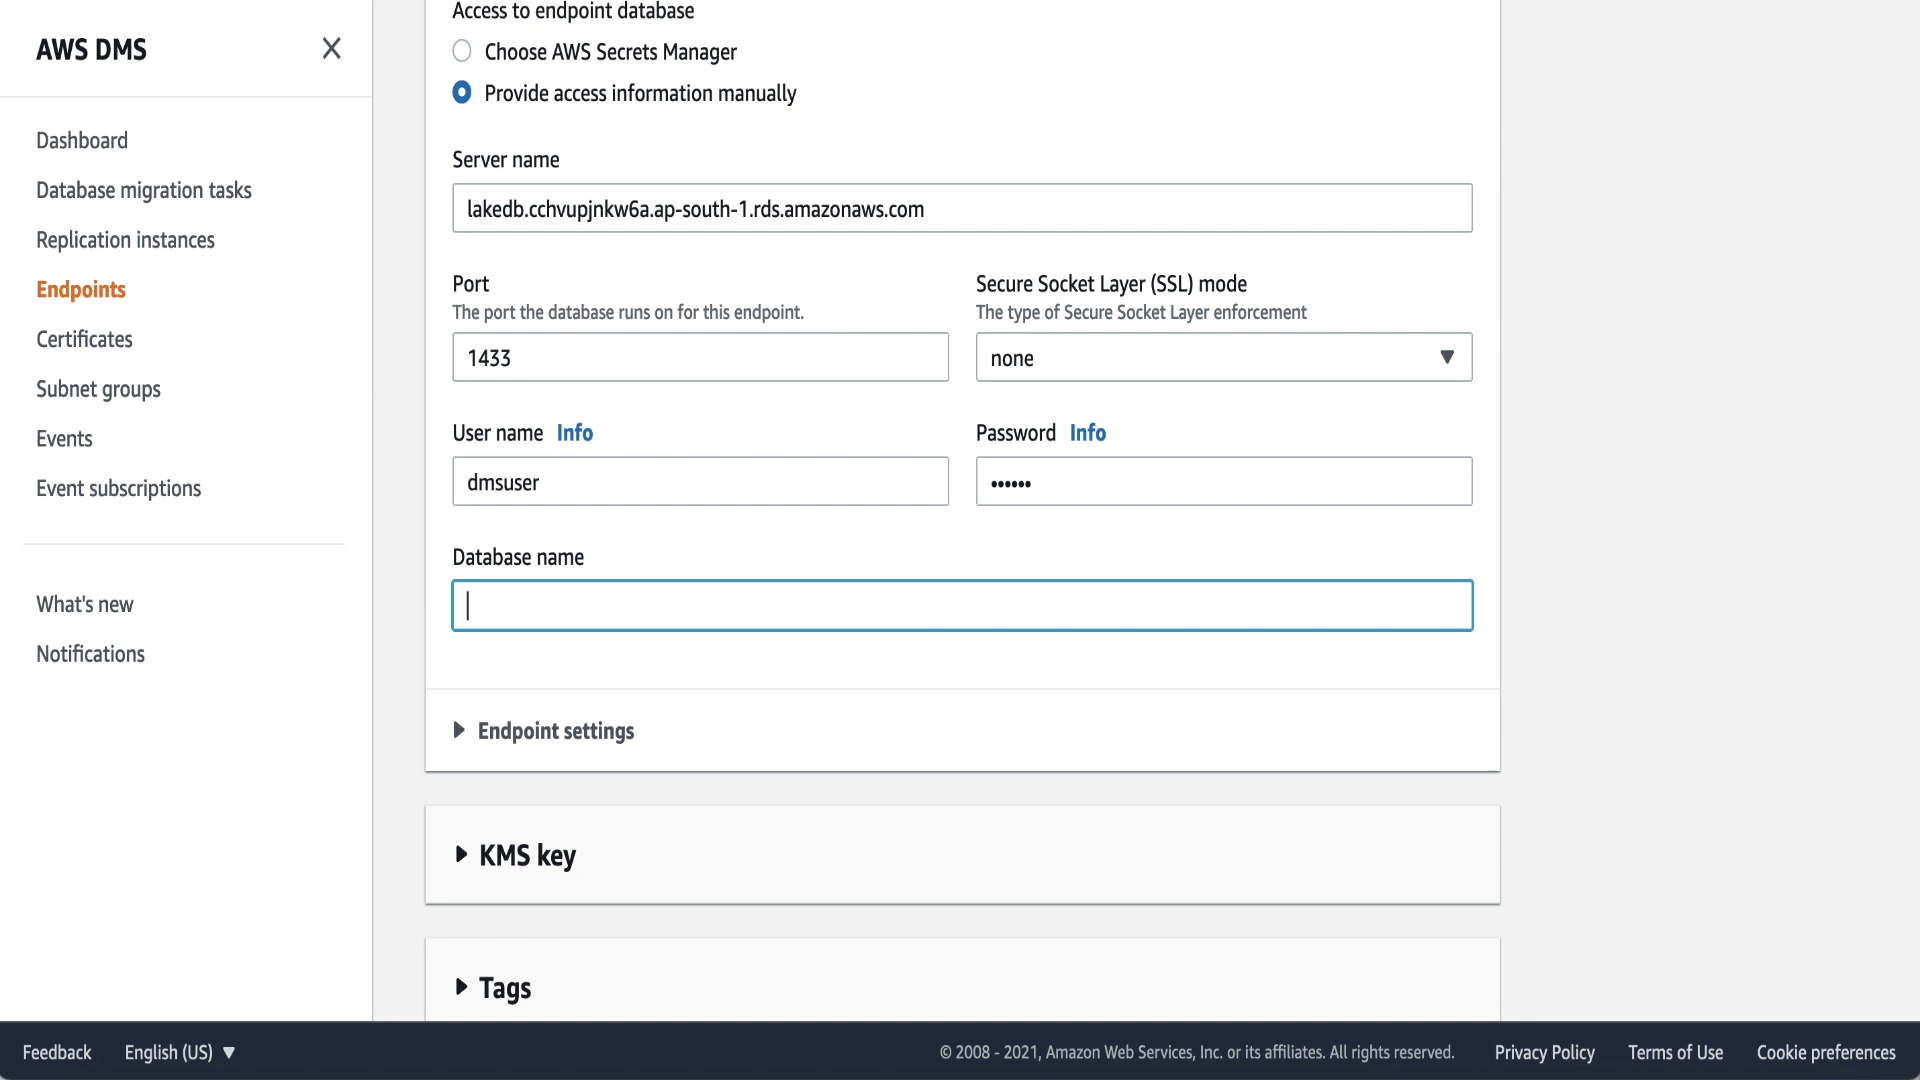 AWS DMS
Dashboard
Database migration tasks
Replication instances
Endpoints
Certificates
Subnet groups
Events
Event subscriptions
What's new
Notifications
Access to endpoint database
Choose AWS Secrets Manager
Provide access information manually
Server name
lakedb.cchvupjnkw6a.ap-south-1.rds.amazonaws.com
Port
The port the database runs on for this endpoint.
1433
Secure Socket Layer (SSL) mode
The type of Secure Socket Layer enforcement
none
User name Info
dmsuser
Password Info
••••••
Database name
Endpoint settings
KMS key
Tags
Feedback English (US) © 2008 - 2021, Amazon Web Services, Inc. or its affiliates. All rights reserved. Privacy Policy Terms of Use Cookie preferences